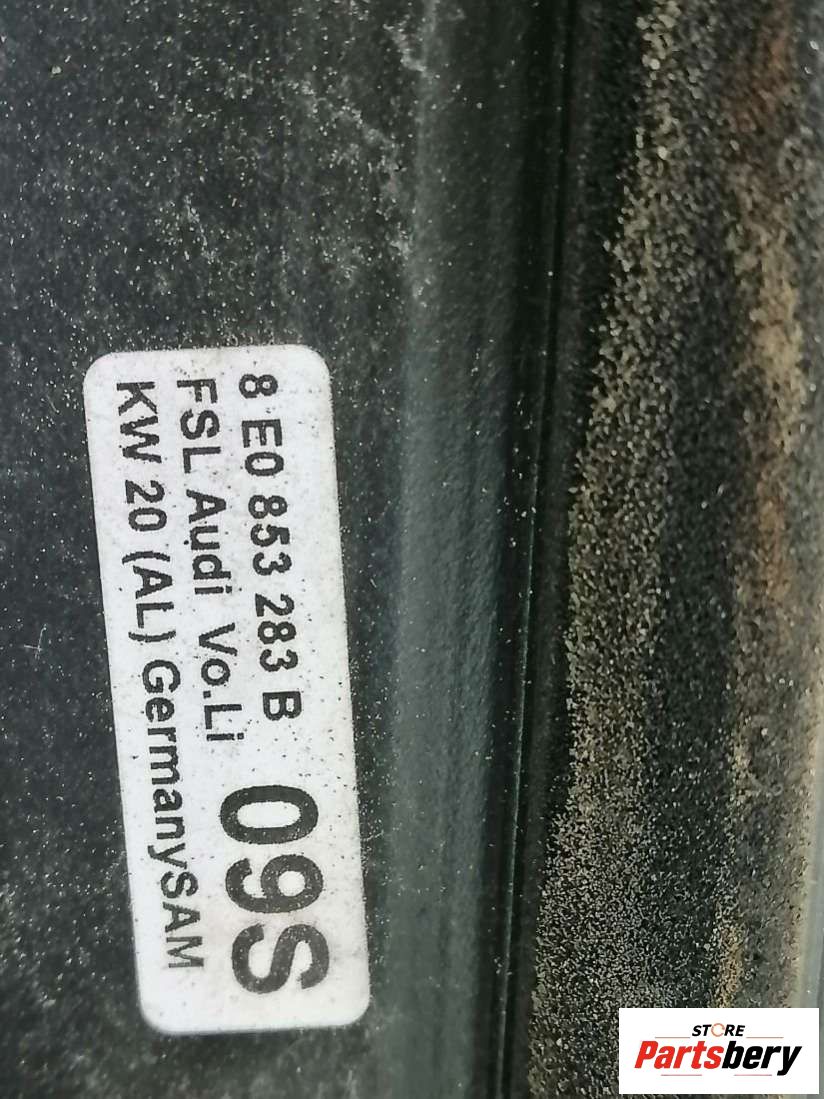 8 E0 853 283 B
FSL Audi Vo.Li
KW 20 (AL) GermanySAM
09S
STORE
Partsbery